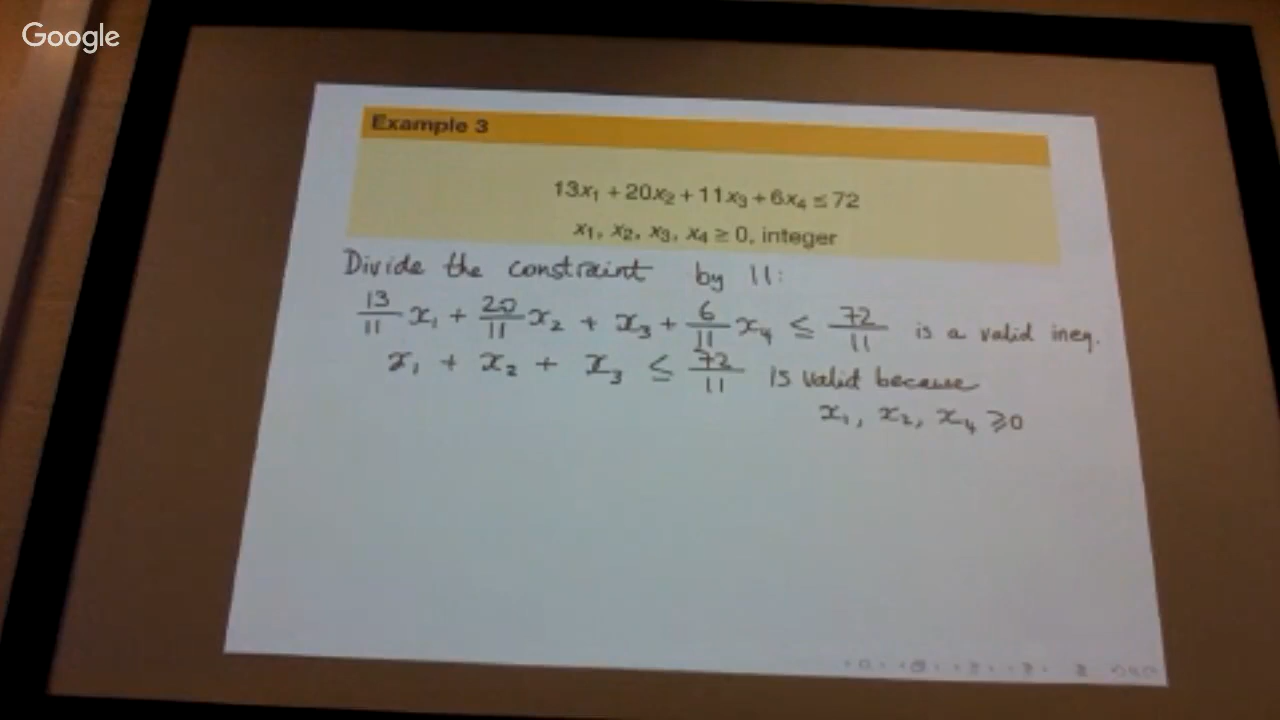 Google
Example 3
13x₁ + 20x₂ + 11x₃ + 6x₄ ≤ 72
x₁, x₂, x₃, x₄ ≥ 0, integer
Divide the constraint by 11:
13/11 x₁ + 20/11 x₂ + x₃ + 6/11 x₄ ≤ 72/11 is a valid ineq.
x₁ + x₂ + x₃ ≤ 72/11 is valid because
x₁, x₂, x₄ ⩾ 0